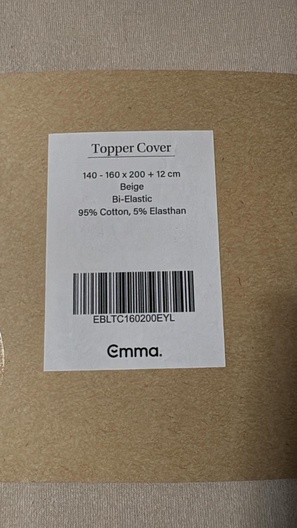 Topper Cover
140 - 160 x 200 + 12 cm
Beige
Bi-Elastic
95% Cotton, 5% Elasthan
EBLTC160200EYL
Emma.